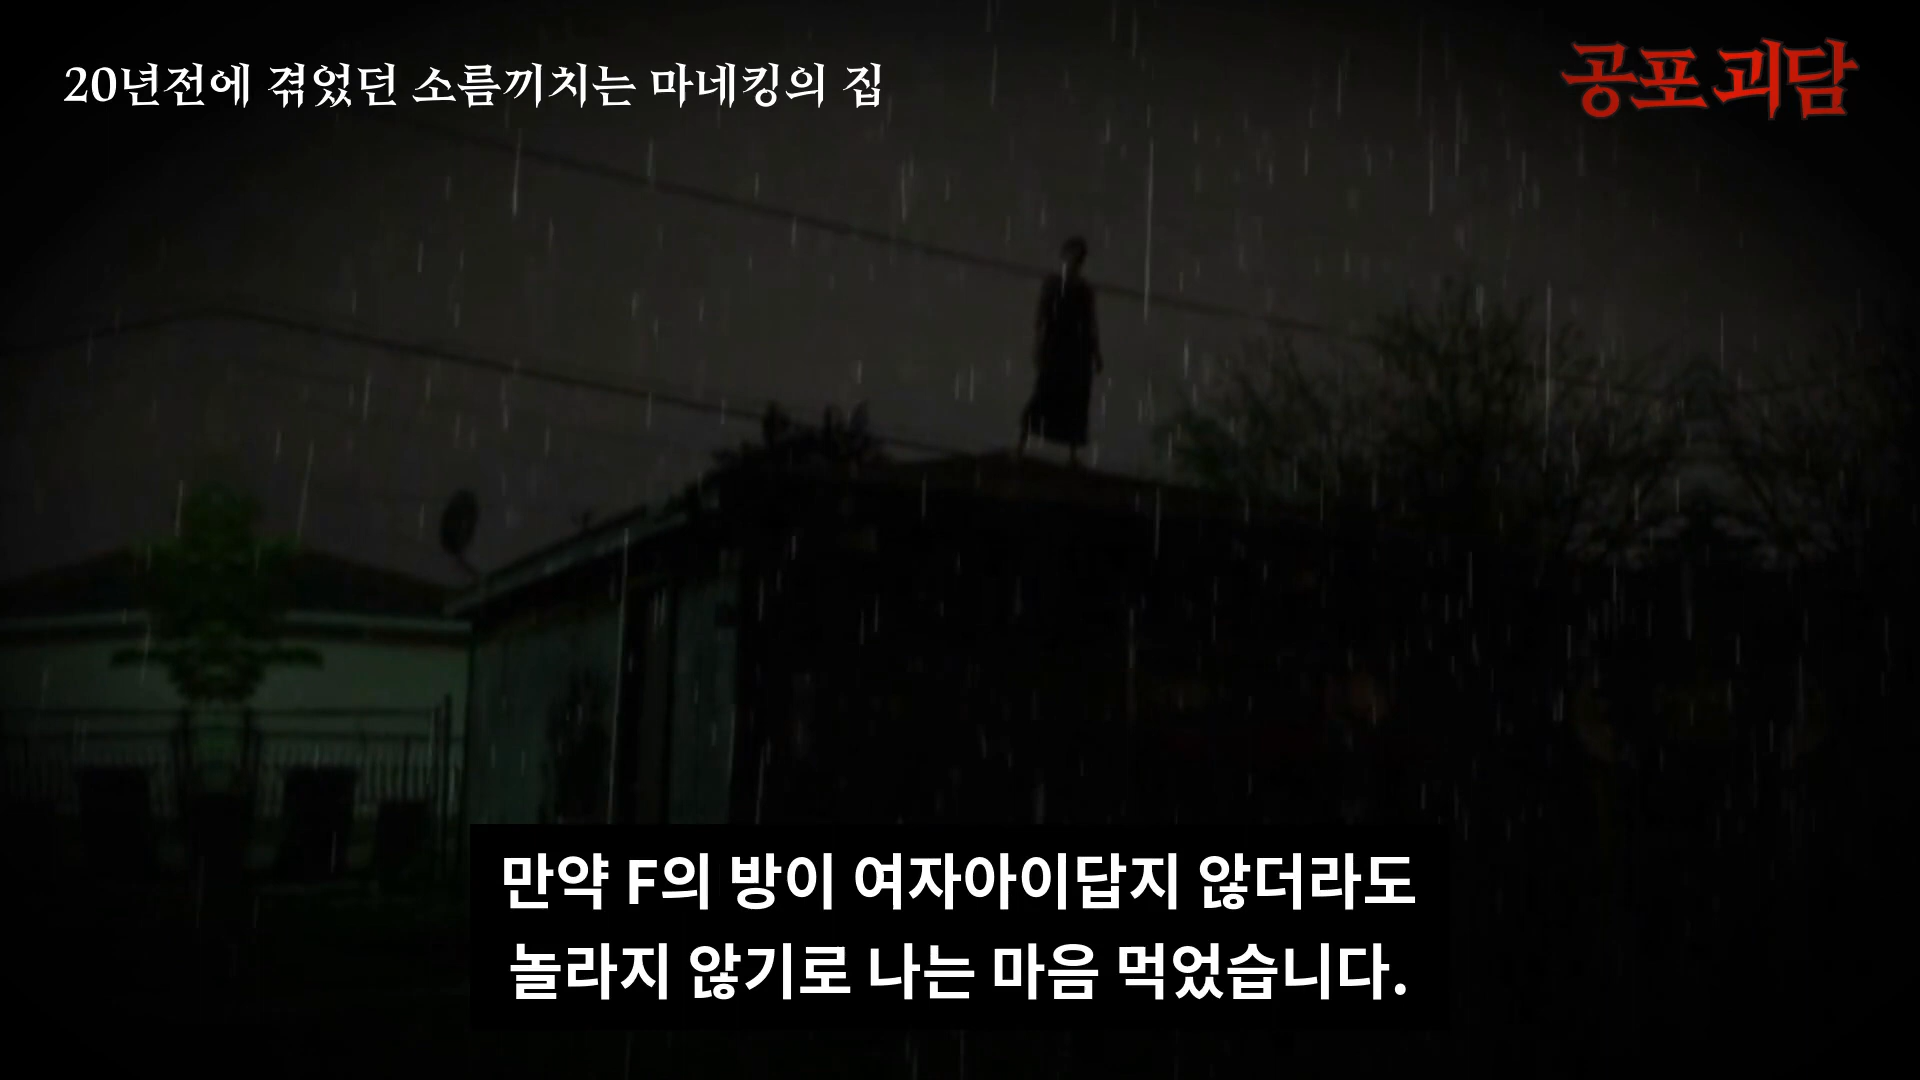 20년전에 겪었던 소름끼치는 마네킹의 집
공포 괴담
만약 F의 방이 여자아이답지 않더라도
놀라지 않기로 나는 마음 먹었습니다.